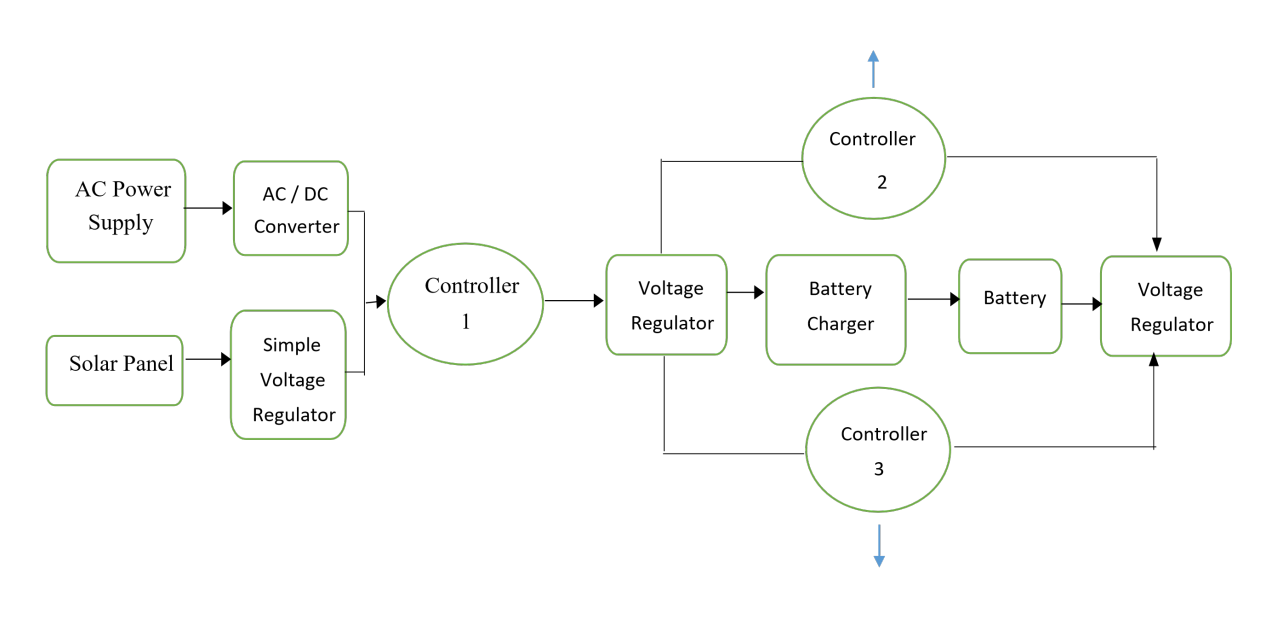 AC Power
Supply
AC / DC
Converter
Solar Panel
Simple
Voltage
Regulator
Controller
1
Voltage
Regulator
Controller
2
Battery
Charger
Battery
Voltage
Regulator
Controller
3